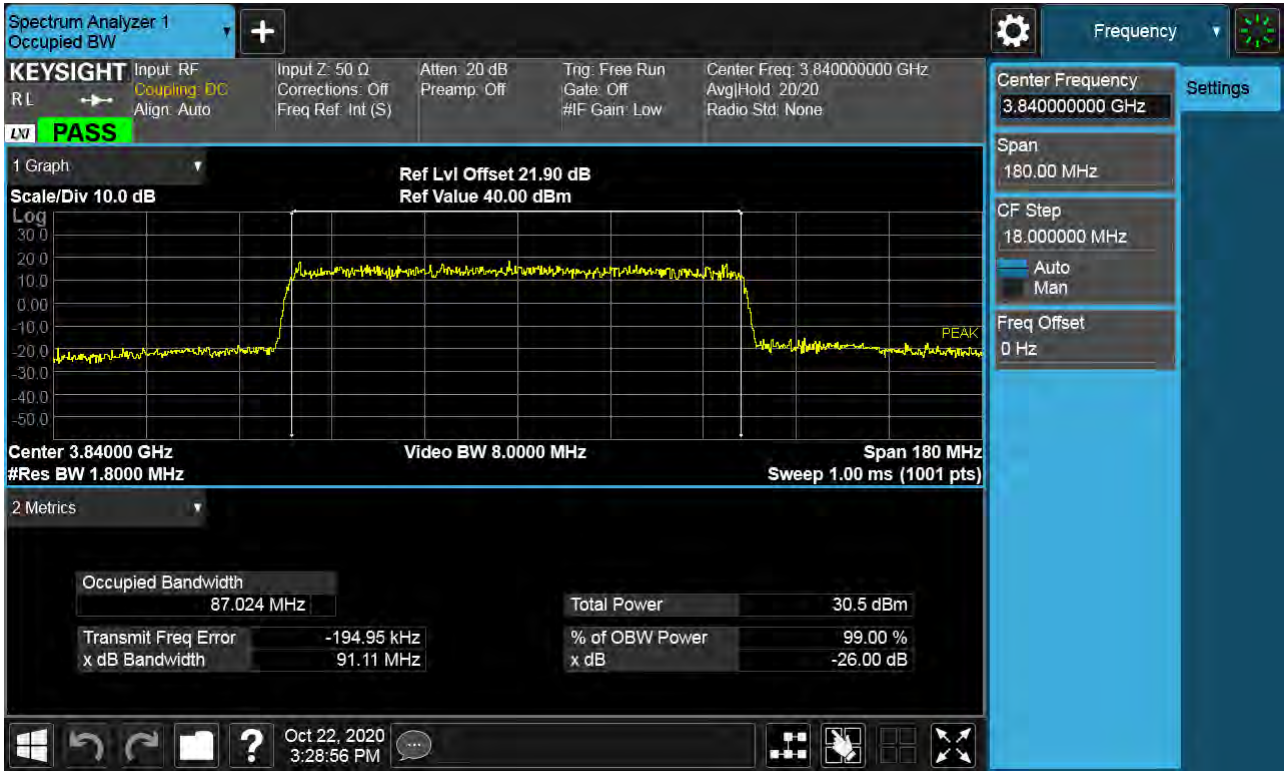 Spectrum Analyzer 1
Occupied BW
Frequency
KEYSIGHT
RL
LXI
PASS
Input: RF
Coupling: DC
Align: Auto
Input Z: 50 Ω
Corrections: Off
Freq Ref: Int (S)
Atten: 20 dB
Preamp: Off
Trig: Free Run
Gate: Off
#IF Gain: Low
Center Freq: 3.840000000 GHz
Avg|Hold: 20/20
Radio Std: None
Center Frequency
3.840000000 GHz
Settings
Span
180.00 MHz
CF Step
18.000000 MHz
Auto
Man
Freq Offset
0 Hz
1 Graph
Scale/Div 10.0 dB
Ref Lvl Offset 21.90 dB
Ref Value 40.00 dBm
Log
30.0
20.0
10.0
0.00
-10.0
-20.0
-30.0
-40.0
-50.0
PEAK
Center 3.84000 GHz
#Res BW 1.8000 MHz
Video BW 8.0000 MHz
Span 180 MHz
Sweep 1.00 ms (1001 pts)
2 Metrics
Occupied Bandwidth
87.024 MHz
Total Power 30.5 dBm
Transmit Freq Error -194.95 kHz
% of OBW Power 99.00 %
x dB Bandwidth 91.11 MHz
x dB -26.00 dB
?
Oct 22, 2020
3:28:56 PM